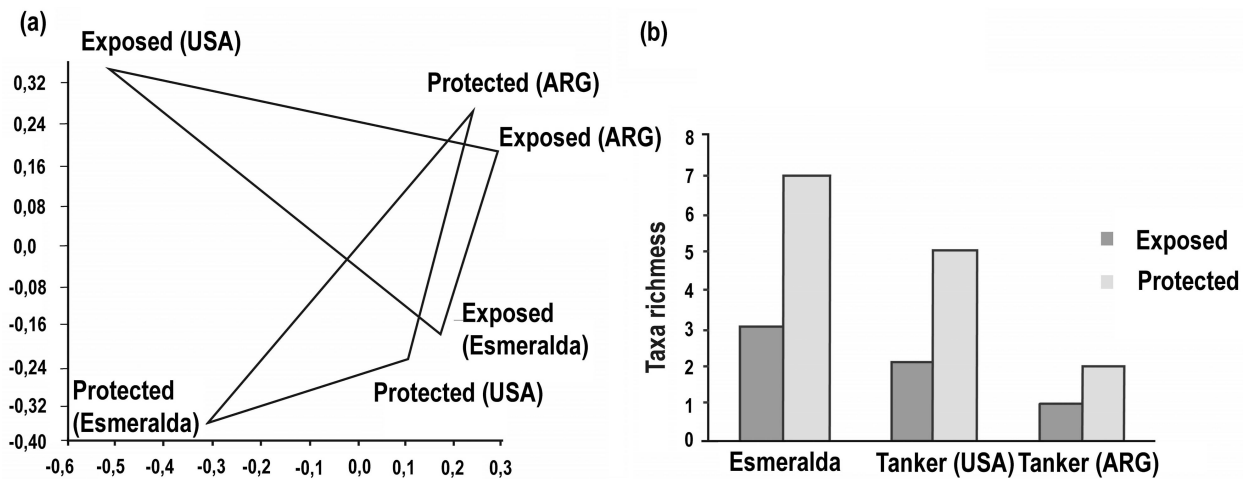 (a)
Exposed (USA)
Protected (ARG)
Exposed (ARG)
Exposed
(Esmeralda)
Protected (USA)
Protected
(Esmeralda)
0,32
0,24
0,16
0,08
0,0
-0,08
-0,16
-0,24
-0,32
-0,40
-0,6 -0,5 -0,4 -0,3 -0,2 -0,1 0,0 0,1 0,2 0,3
(b)
Taxa richmess
8
7
6
5
4
3
2
1
0
Esmeralda Tanker (USA) Tanker (ARG)
Exposed
Protected